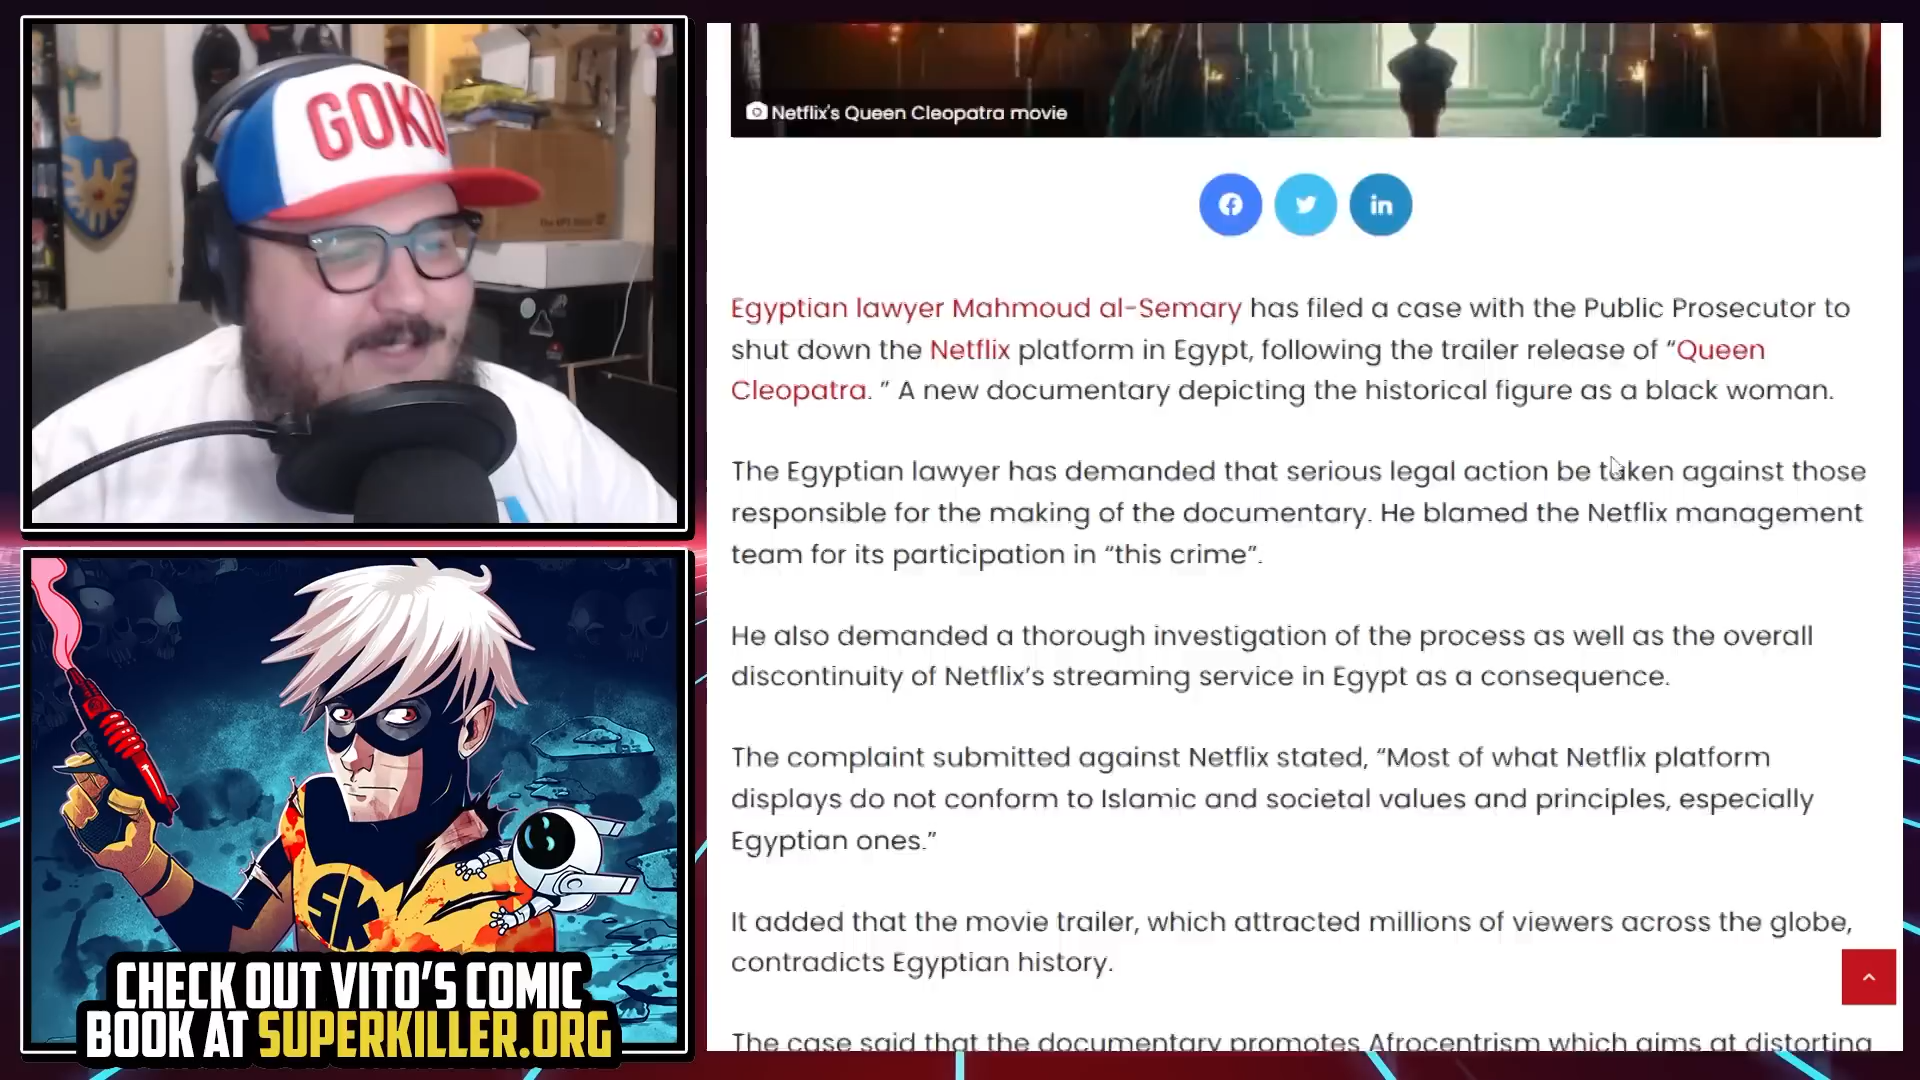 GOKU
Netflix's Queen Cleopatra movie
Egyptian lawyer Mahmoud al-Semary has filed a case with the Public Prosecutor to
shut down the Netflix platform in Egypt, following the trailer release of “Queen
Cleopatra. ” A new documentary depicting the historical figure as a black woman.
The Egyptian lawyer has demanded that serious legal action be taken against those
responsible for the making of the documentary. He blamed the Netflix management
team for its participation in “this crime”.
He also demanded a thorough investigation of the process as well as the overall
discontinuity of Netflix’s streaming service in Egypt as a consequence.
The complaint submitted against Netflix stated, “Most of what Netflix platform
displays do not conform to Islamic and societal values and principles, especially
Egyptian ones.”
It added that the movie trailer, which attracted millions of viewers across the globe,
contradicts Egyptian history.
The case said that the documentary promotes Afrocentrism which aims at distorting
SK
CHECK OUT VITO'S COMIC
BOOK AT SUPERKILLER.ORG